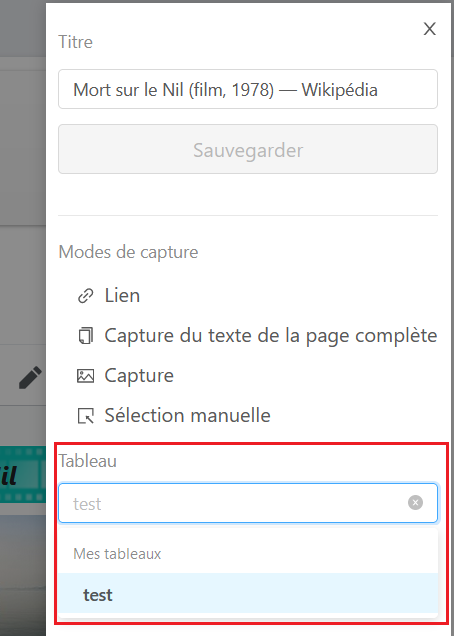 Titre
Mort sur le Nil (film, 1978) — Wikipédia
Sauvegarder
Modes de capture
Lien
Capture du texte de la page complète
Capture
Sélection manuelle
il
Tableau
test
Mes tableaux
test